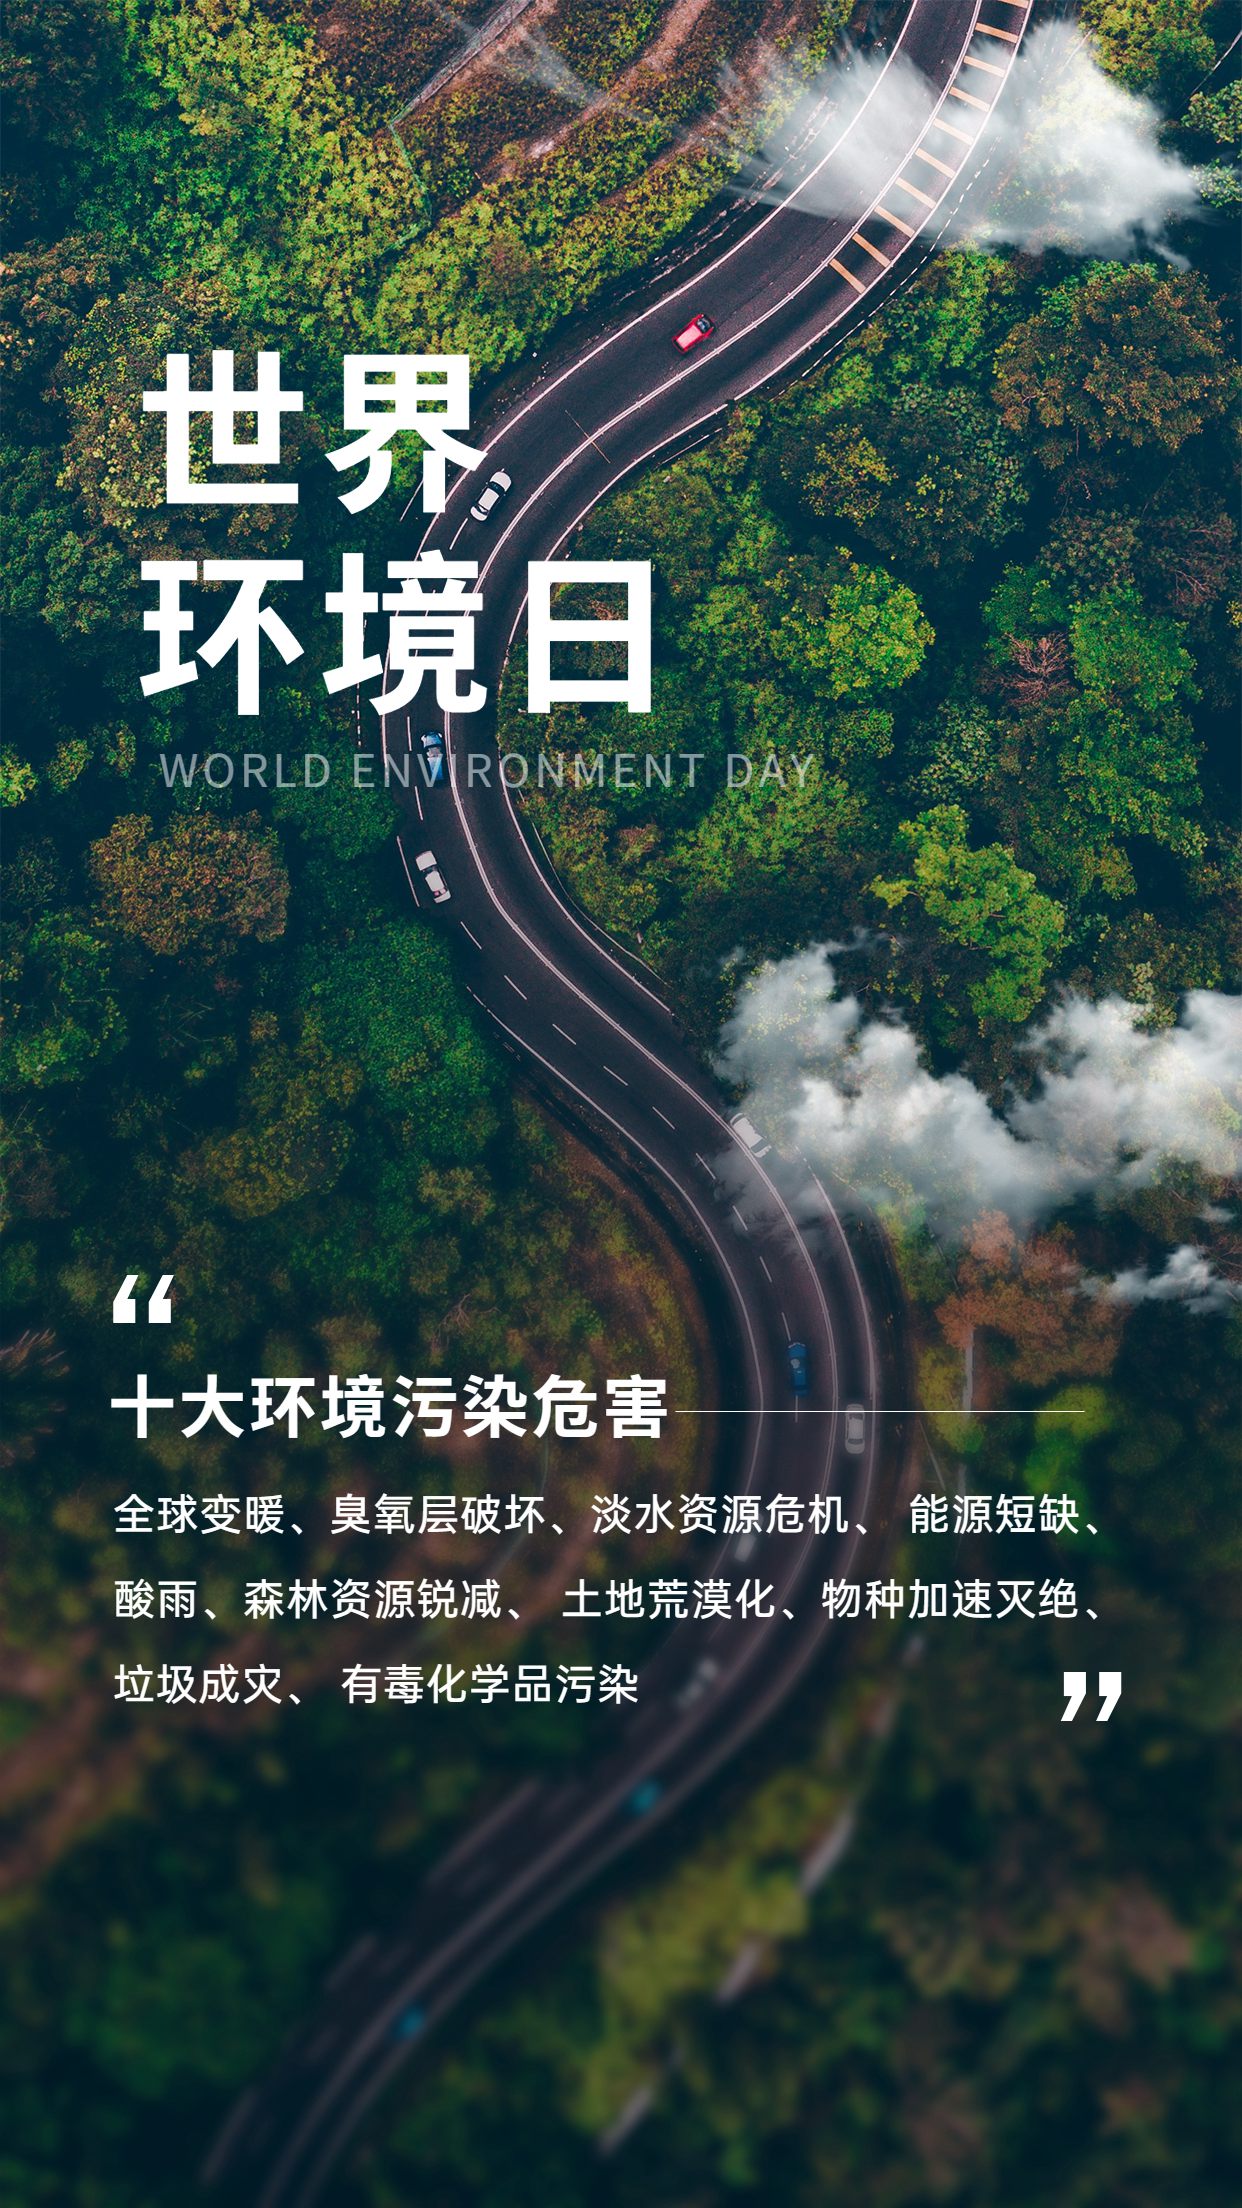 世界
环境日
WORLD ENVIRONMENT DAY
“
十大环境污染危害
全球变暖、臭氧层破坏、淡水资源危机、 能源短缺、
酸雨、森林资源锐减、 土地荒漠化、物种加速灭绝、
垃圾成灾、 有毒化学品污染
”